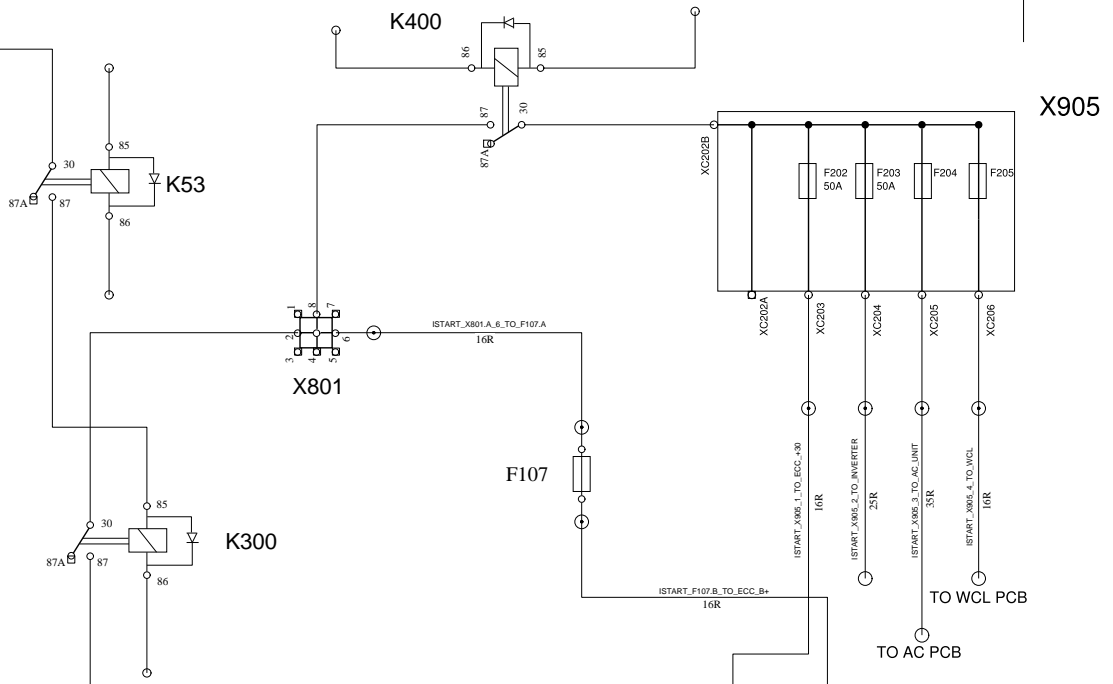 K400
86
85
X905
87
30
87A
XC202B
85
30
K53
87A
87
86
F202
50A
F203
50A
F204
F205
1
8
7
2
6
3
4
5
X801
ISTART_X801.A_6_TO_F107.A
16R
XC202A
XC203
XC204
XC205
XC206
F107
ISTART_X905_1_TO_ECC_+30
16R
ISTART_X905_2_TO_INVERTER
25R
ISTART_X905_3_TO_AC_UNIT
35R
ISTART_X905_4_TO_WCL
16R
85
30
K300
87A
87
86
ISTART_F107.B_TO_ECC_B+
16R
TO WCL PCB
TO AC PCB